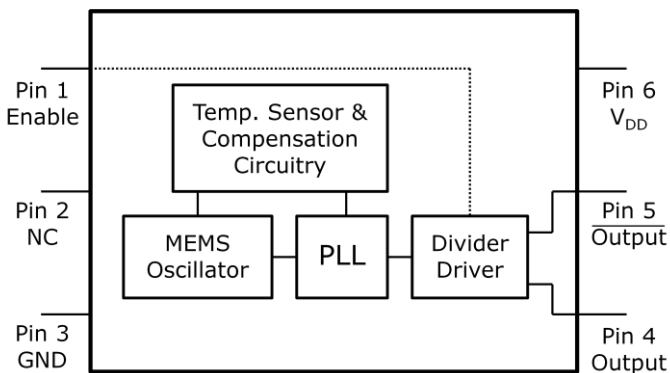 Pin 1
Enable
Temp. Sensor &
Compensation
Circuitry
Pin 6
VDD
Pin 2
NC
MEMS
Oscillator
PLL
Divider
Driver
Pin 5
Output
Pin 3
GND
Pin 4
Output